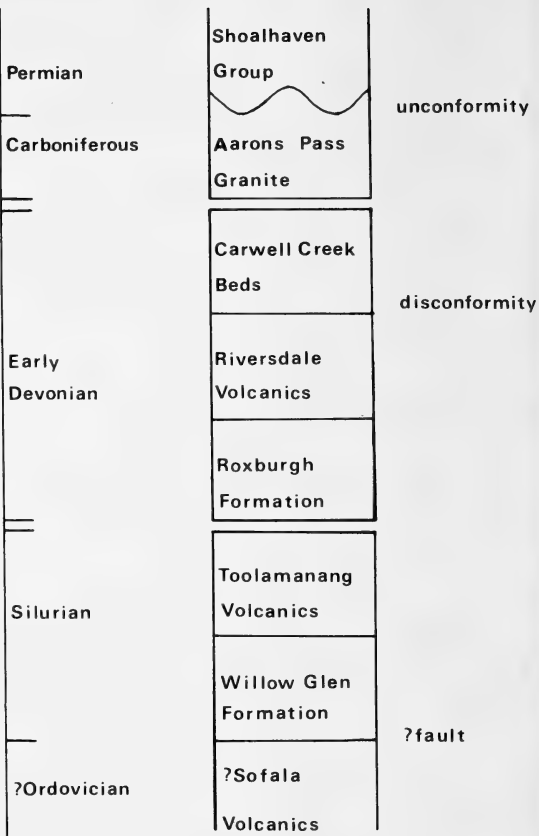 Shoalhaven
Permian
Group
unconformity
Carboniferous
Aarons Pass
Granite
Carwell Creek
Beds
disconformity
Early
Devonian
Riversdale
Volcanics
Roxburgh
Formation
Toolamanang
Silurian
Volcanics
Willow Glen
Formation
?fault
?Ordovician
?Sofala
Volcanics